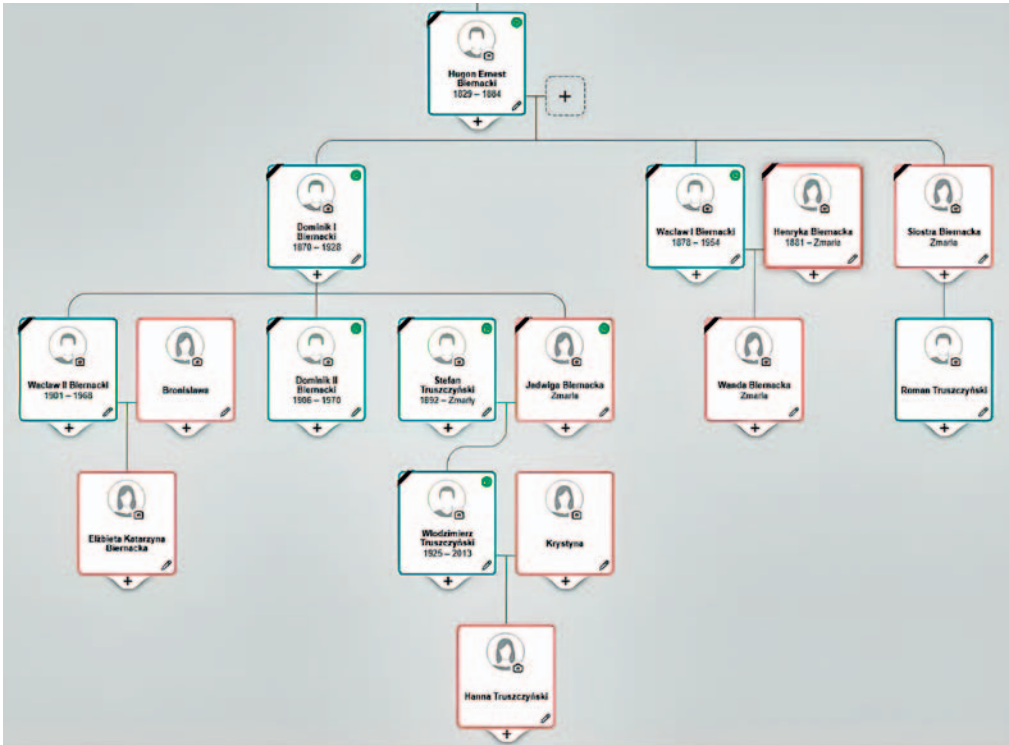 Hugon Ernest
Biernacki
1829 – 1884
+
+
Dominik I
Biernacki
1870 – 1928
+
Wacław I Biernacki
1878 – 1954
+
Henryka Biernacka
1881 – Zmarła
+
Siostra Biernacka
Zmarła
+
Wacław II Biernacki
1901 – 1968
+
Bronisława
+
Dominik II
Biernacki
1906 – 1970
+
Stefan
Truszczyński
1892 – Zmarły
+
Jadwiga Biernacka
Zmarła
+
Wanda Biernacka
Zmarła
+
Roman Truszczyński
+
Elżbieta Katarzyna
Biernacka
+
Włodzimierz
Truszczyński
1925 – 2013
+
Krystyna
+
Hanna Truszczyński
+